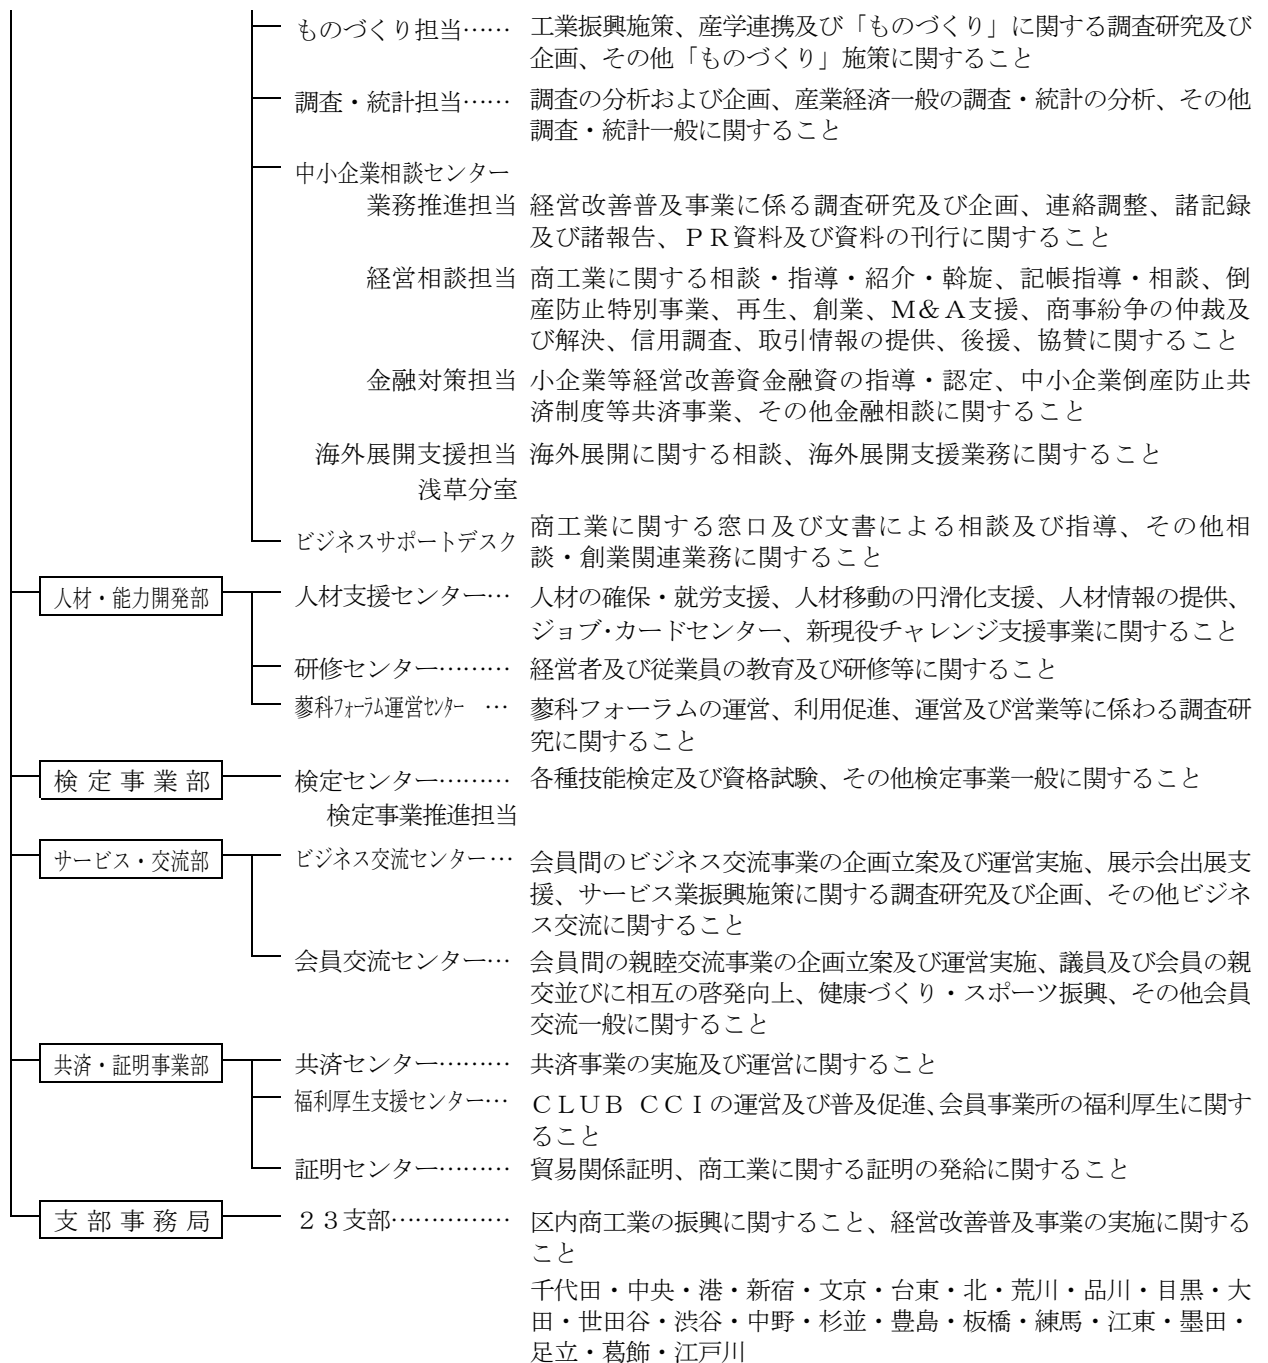 ものづくり担当…… 工業振興施策、産学連携及び「ものづくり」に関する調査研究及び
企画、その他「ものづくり」施策に関すること
調査・統計担当…… 調査の分析および企画、産業経済一般の調査・統計の分析、その他
調査・統計一般に関すること
中小企業相談センター
業務推進担当 経営改善普及事業に係る調査研究及び企画、連絡調整、諸記録
及び諸報告、ＰＲ資料及び資料の刊行に関すること
経営相談担当 商工業に関する相談・指導・紹介・斡旋、記帳指導・相談、倒
産防止特別事業、再生、創業、Ｍ＆Ａ支援、商事紛争の仲裁及
び解決、信用調査、取引情報の提供、後援、協賛に関すること
金融対策担当 小企業等経営改善資金融資の指導・認定、中小企業倒産防止共
済制度等共済事業、その他金融相談に関すること
海外展開支援担当 海外展開に関する相談、海外展開支援業務に関すること
浅草分室
ビジネスサポートデスク 商工業に関する窓口及び文書による相談及び指導、その他相
談・創業関連業務に関すること
人材・能力開発部 人材支援センター… 人材の確保・就労支援、人材移動の円滑化支援、人材情報の提供、
ジョブ・カードセンター、新現役チャレンジ支援事業に関すること
研修センター……… 経営者及び従業員の教育及び研修等に関すること
蓼科フォーラム運営センター … 蓼科フォーラムの運営、利用促進、運営及び営業等に係わる調査研
究に関すること
検定事業部 検定センター……… 各種技能検定及び資格試験、その他検定事業一般に関すること
検定事業推進担当
サービス・交流部 ビジネス交流センター… 会員間のビジネス交流事業の企画立案及び運営実施、展示会出展支
援、サービス業振興施策に関する調査研究及び企画、その他ビジネ
ス交流に関すること
会員交流センター… 会員間の親睦交流事業の企画立案及び運営実施、議員及び会員の親
交並びに相互の啓発向上、健康づくり・スポーツ振興、その他会員
交流一般に関すること
共済・証明事業部 共済センター……… 共済事業の実施及び運営に関すること
福利厚生支援センター… ＣＬＵＢ ＣＣＩの運営及び普及促進、会員事業所の福利厚生に関す
ること
証明センター……… 貿易関係証明、商工業に関する証明の発給に関すること
支部事務局 ２３支部…………… 区内商工業の振興に関すること、経営改善普及事業の実施に関する
こと
千代田・中央・港・新宿・文京・台東・北・荒川・品川・目黒・大
田・世田谷・渋谷・中野・杉並・豊島・板橋・練馬・江東・墨田・
足立・葛飾・江戸川